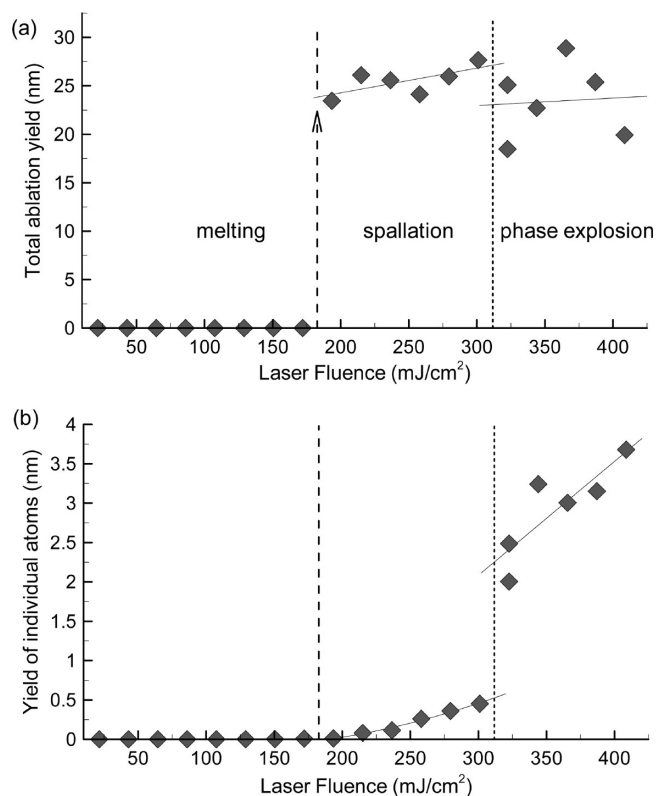 (a)
Total ablation yield (nm)
30
25
20
15
10
5
0
melting spallation phase explosion
50 100 150 200 250 300 350 400
Laser Fluence (mJ/cm²)
(b)
Yield of individual atoms (nm)
4
3.5
3
2.5
2
1.5
1
0.5
0
50 100 150 200 250 300 350 400
Laser Fluence (mJ/cm²)